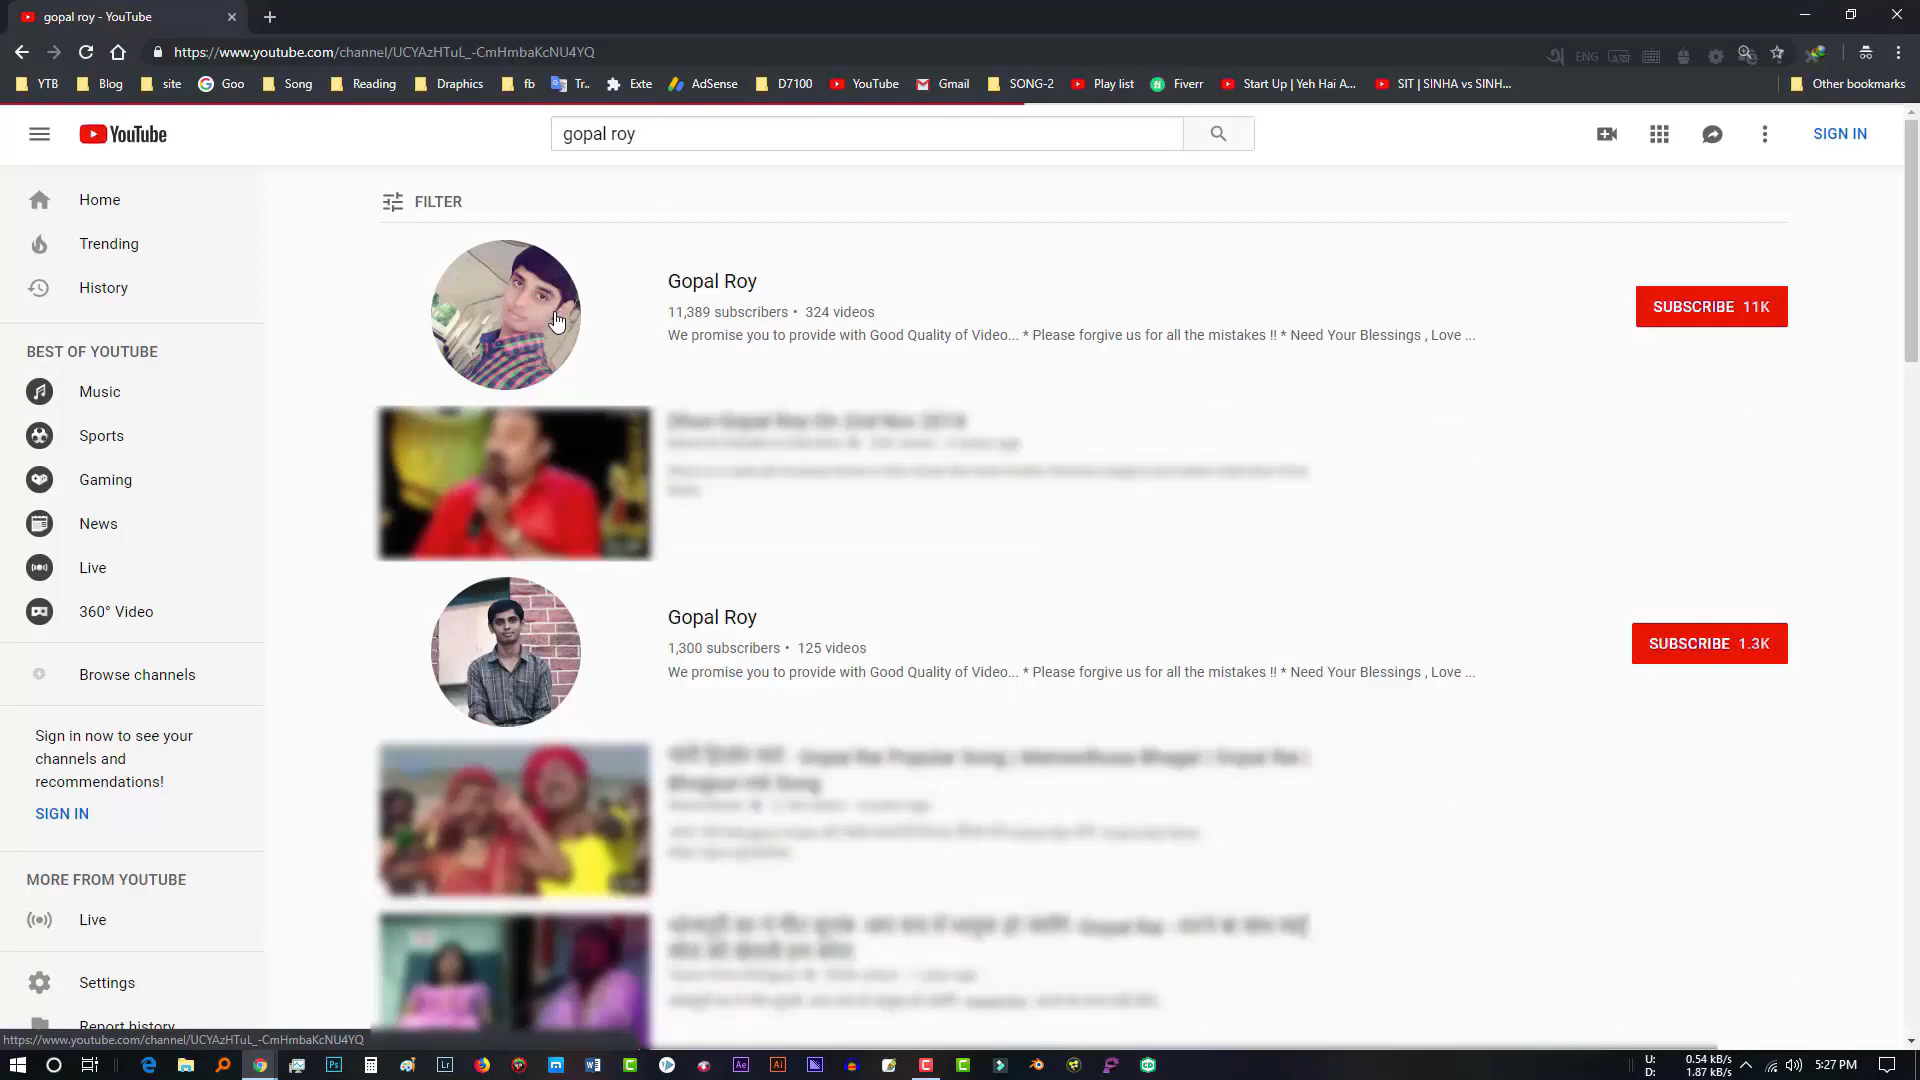 gopal roy - YouTube
https://www.youtube.com/channel/UCYAzHTuL_-CmHmbaKcNU4YQ
ENG
YTB Blog site Goo Song Reading Draphics fb Tr.. Exte AdSense D7100 YouTube Gmail SONG-2 Play list Fiverr Start Up | Yeh Hai A... SIT | SINHA vs SINH... Other bookmarks
YouTube
gopal roy
SIGN IN
Home
Trending
History
BEST OF YOUTUBE
Music
Sports
Gaming
News
Live
360° Video
Browse channels
Sign in now to see your
channels and
recommendations!
SIGN IN
MORE FROM YOUTUBE
Live
Settings
Report history
FILTER
Gopal Roy
11,389 subscribers • 324 videos
We promise you to provide with Good Quality of Video... * Please forgive us for all the mistakes !! * Need Your Blessings , Love ...
SUBSCRIBE 11K
Dhon Gopal Roy On 2nd Nov 2014
Gopal Roy
1,300 subscribers • 125 videos
We promise you to provide with Good Quality of Video... * Please forgive us for all the mistakes !! * Need Your Blessings , Love ...
SUBSCRIBE 1.3K
https://www.youtube.com/channel/UCYAzHTuL_-CmHmbaKcNU4YQ
U: 0.54 kB/s
D: 1.87 kB/s
5:27 PM